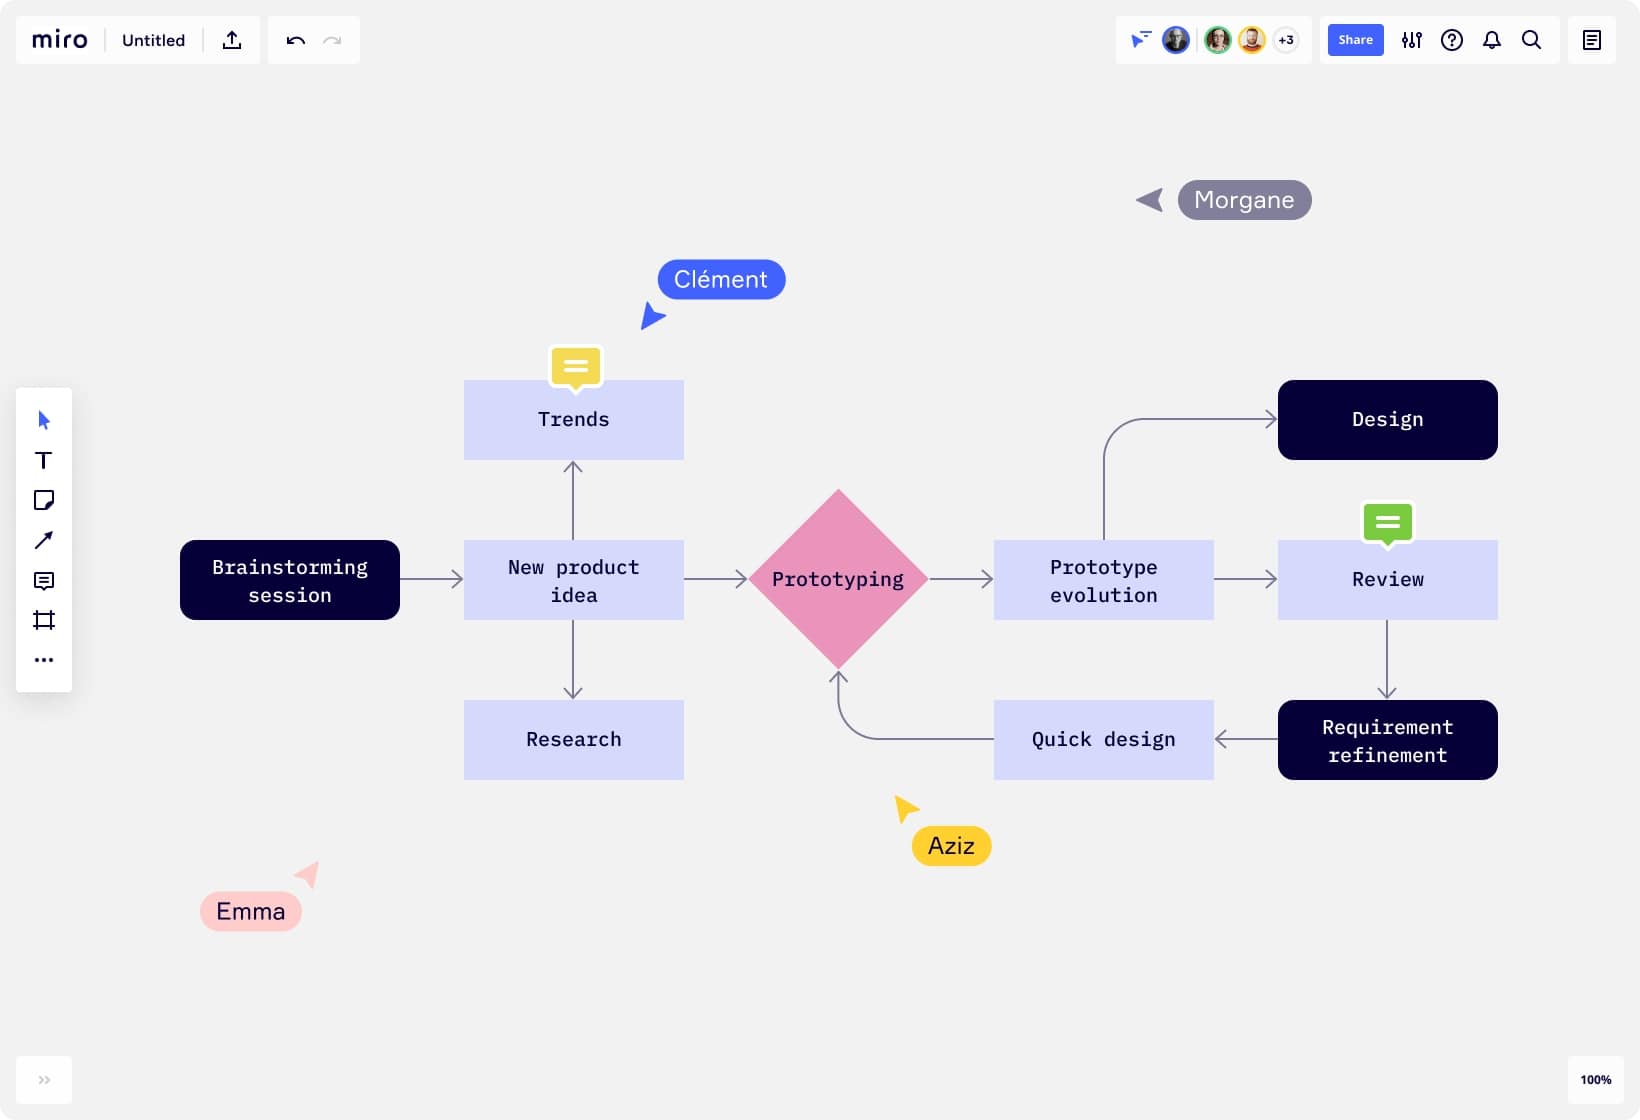 miro
Untitled
+3
Share
Morgane
Clément
Trends
Design
Brainstorming
session
New product
idea
Prototyping
Prototype
evolution
Review
Research
Quick design
Requirement
refinement
Aziz
Emma
100%